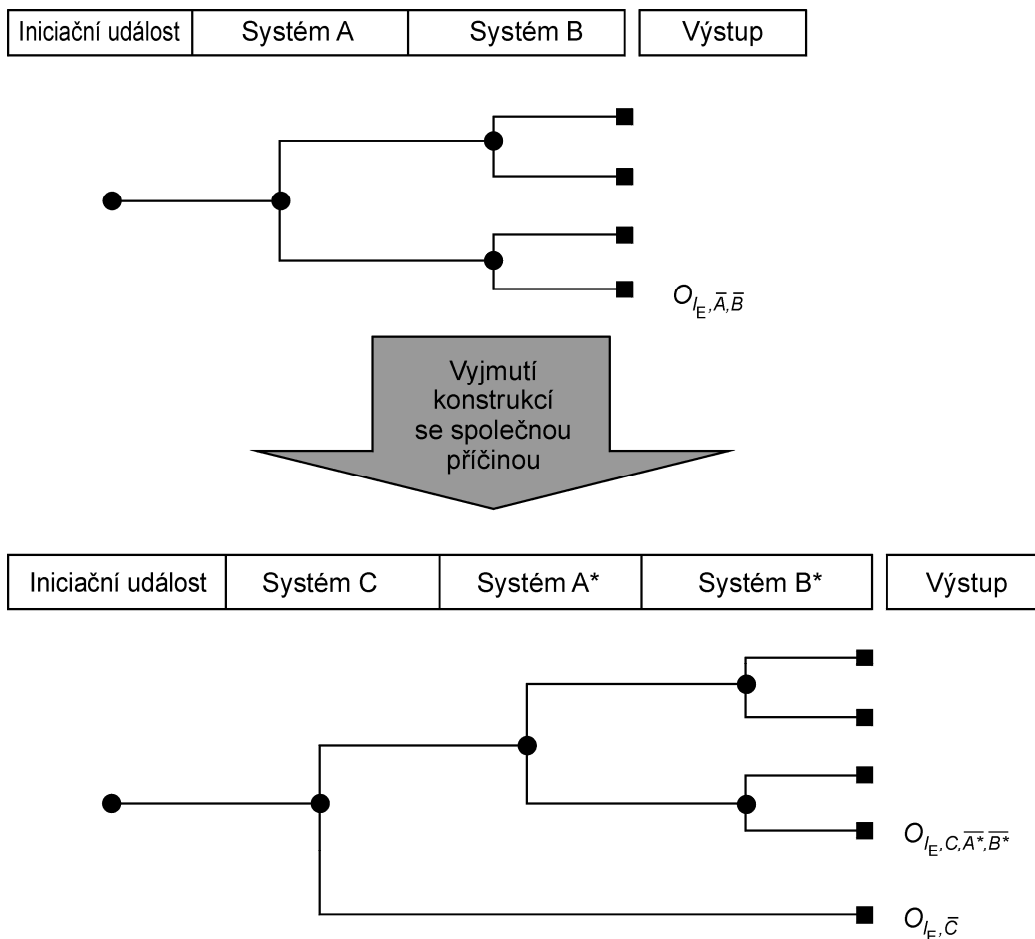 Iniciační událost Systém A Systém B Výstup
O_{I_E, A̅, B̅}
Vyjmutí
konstrukcí
se společnou
příčinou
Iniciační událost Systém C Systém A* Systém B* Výstup
O_{I_E, C, A̅*̅, B̅*̅}
O_{I_E, C̅}